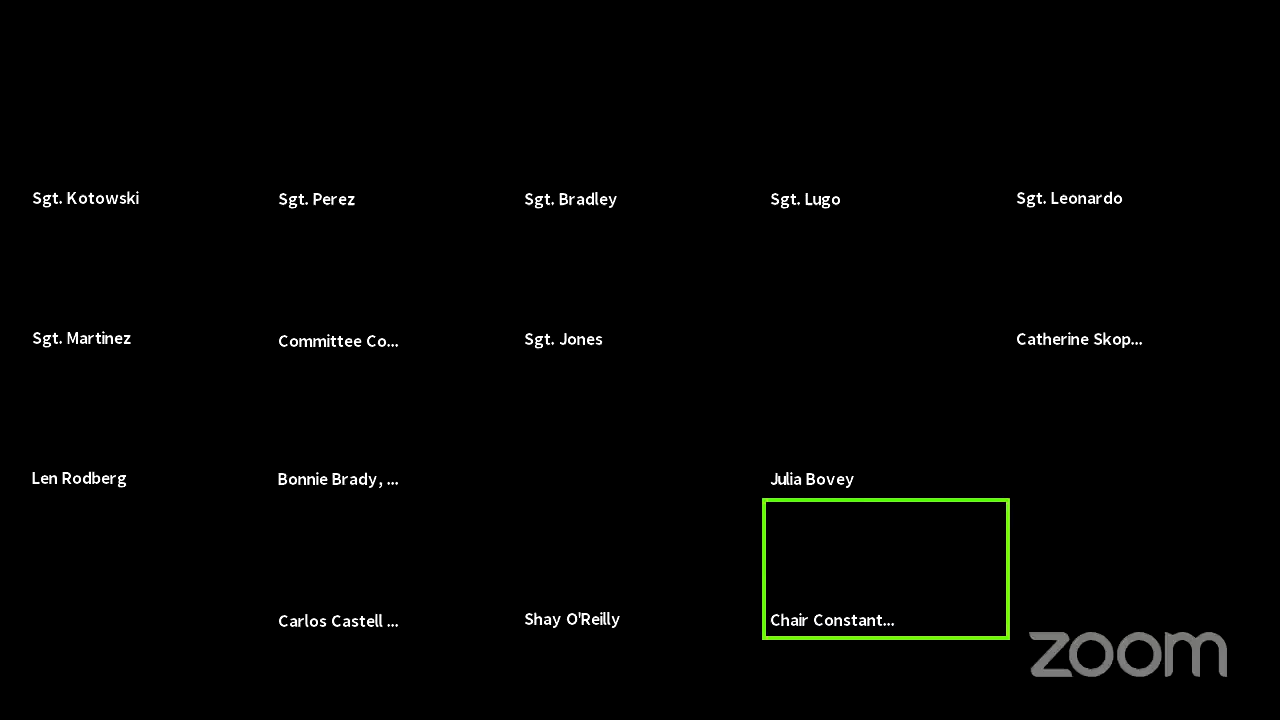 Sgt. Kotowski
Sgt. Perez
Sgt. Bradley
Sgt. Lugo
Sgt. Leonardo
Sgt. Martinez
Committee Co...
Sgt. Jones
Catherine Skop...
Len Rodberg
Bonnie Brady, ...
Julia Bovey
Carlos Castell ...
Shay O'Reilly
Chair Constant...
zoom